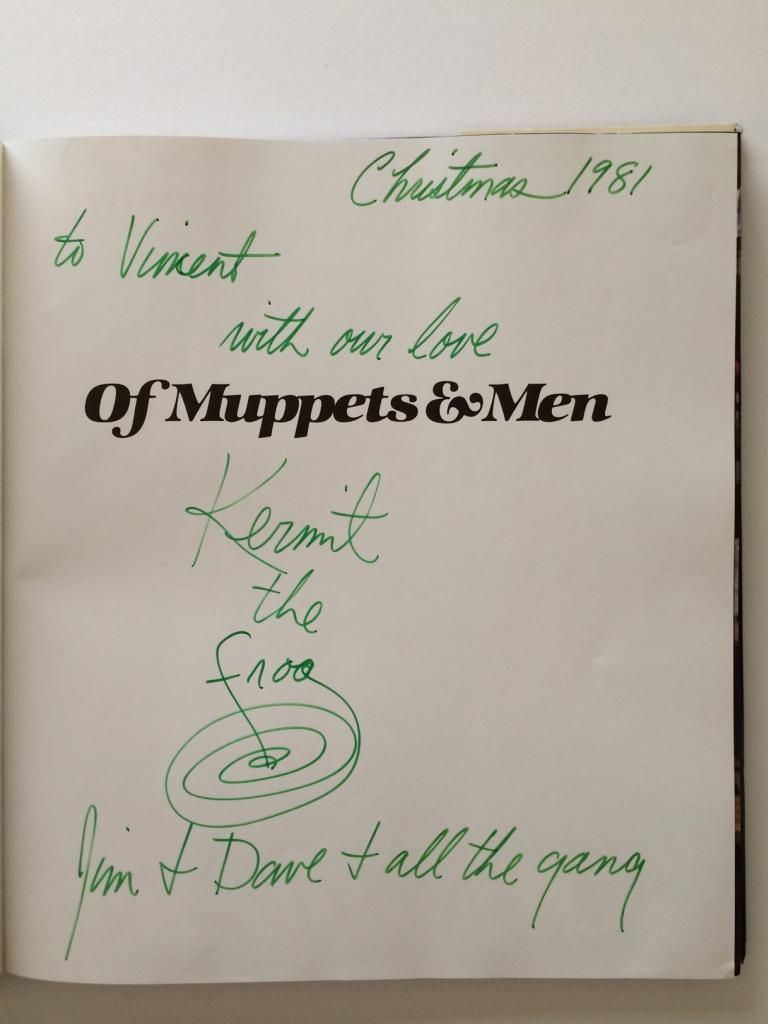 Christmas 1981
to Vincent
with our love
Of Muppets & Men
Kermit
the
frog
Jim + Dave + all the gang